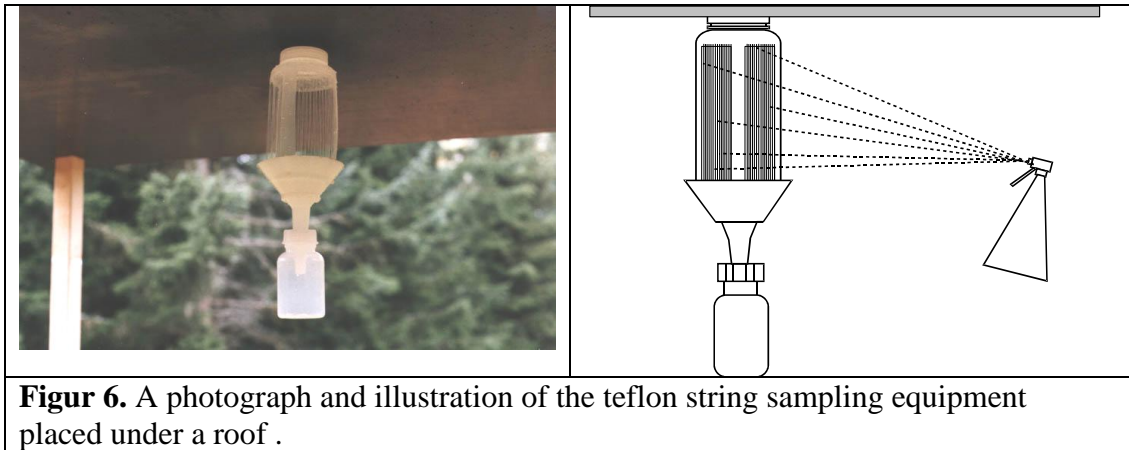 Figur 6. A photograph and illustration of the teflon string sampling equipment
placed under a roof .